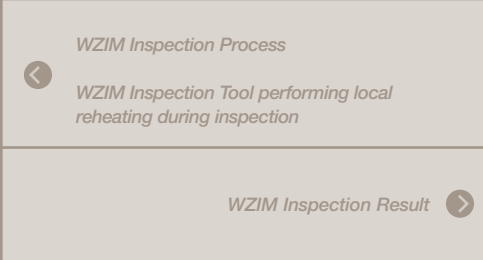 WZIM Inspection Process
WZIM Inspection Tool performing local
reheating during inspection
WZIM Inspection Result